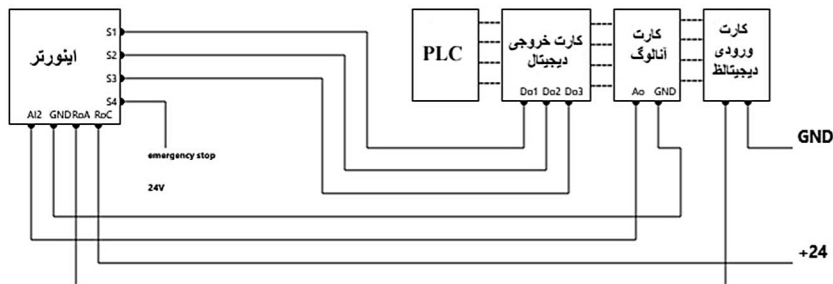 اینورتر
S1
S2
S3
S4
AI2 GND RoA RoC
emergency stop
24V
PLC
کارت خروجی
دیجیتال
Do1 Do2 Do3
کارت
آنالوگ
Ao GND
کارت
ورودی
دیجیتالظ
GND
+24